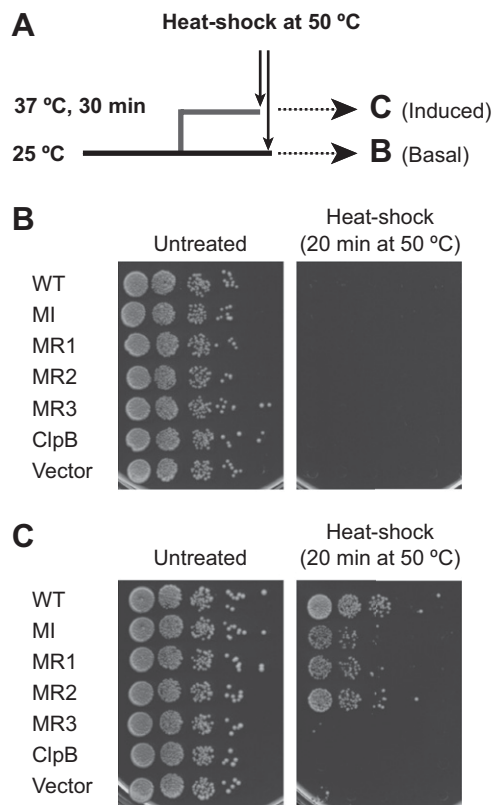 A
Heat-shock at 50 ºC
37 ºC, 30 min
C (Induced)
25 ºC
B (Basal)
B
Untreated
Heat-shock
(20 min at 50 ºC)
WT
MI
MR1
MR2
MR3
ClpB
Vector
C
Untreated
Heat-shock
(20 min at 50 ºC)
WT
MI
MR1
MR2
MR3
ClpB
Vector